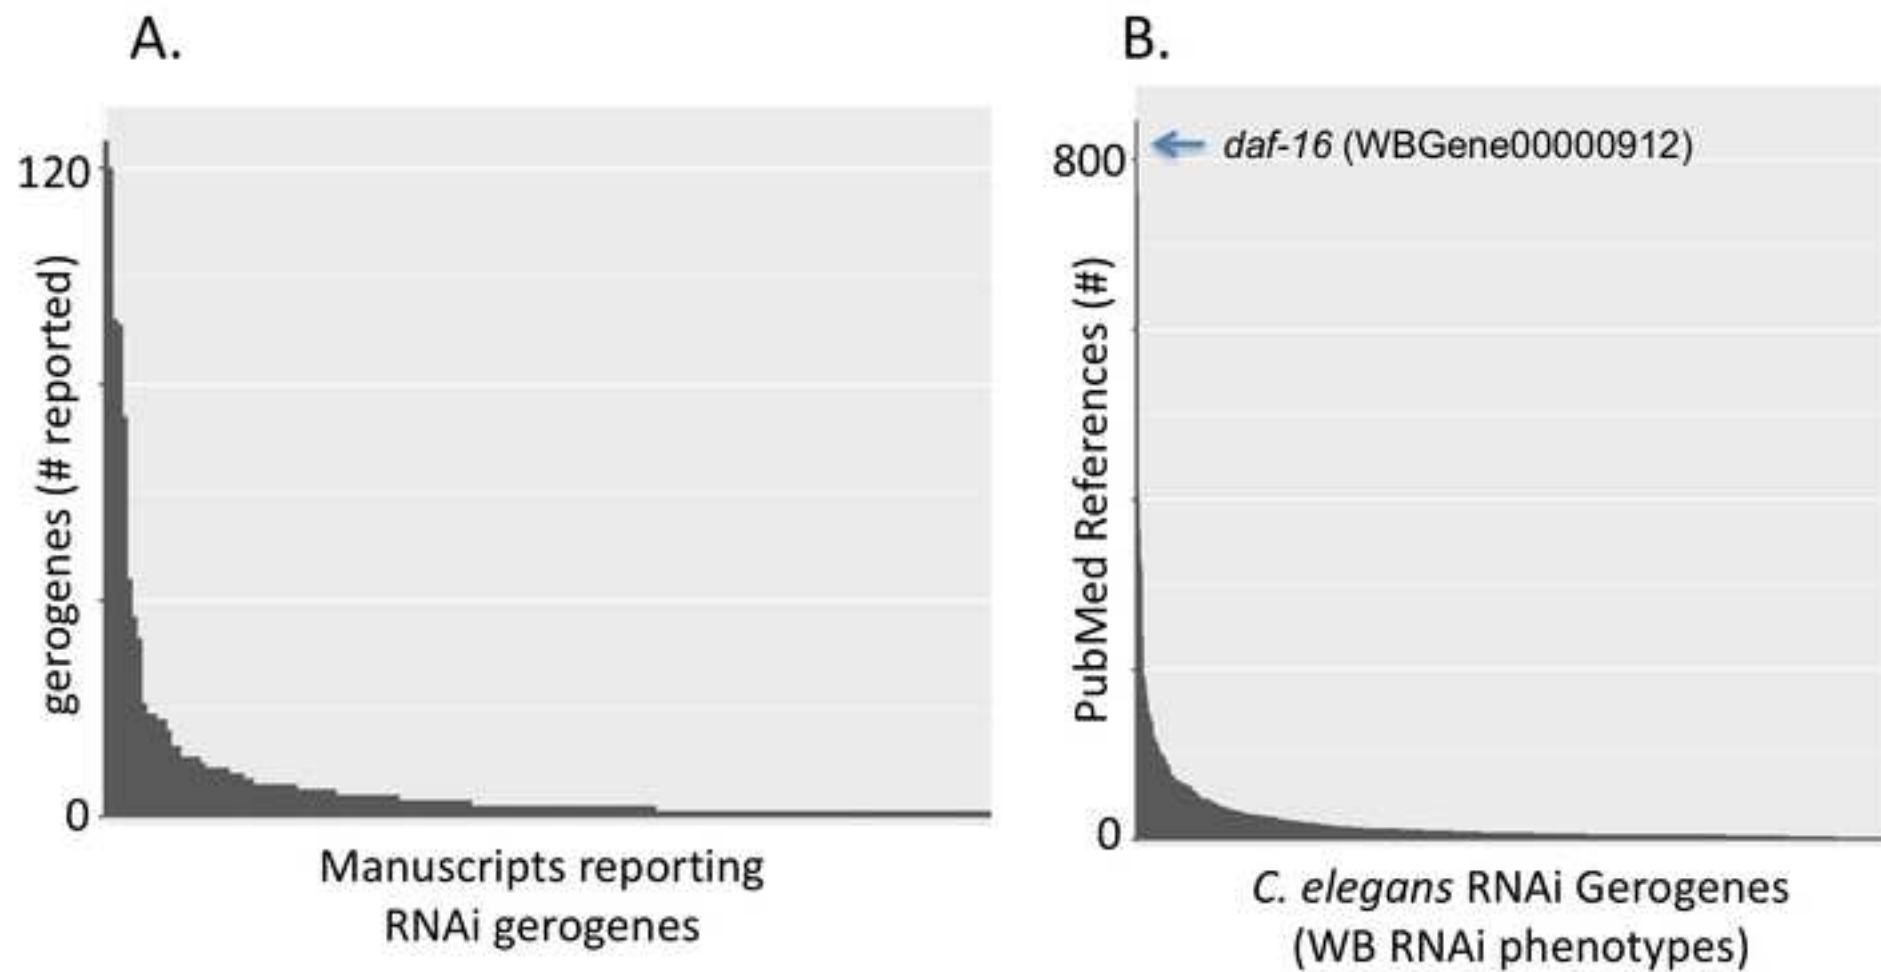 A.
120
gerogenes (# reported)
0
Manuscripts reporting
RNAi gerogenes
B.
800
daf-16 (WBGene00000912)
PubMed References (#)
0
C. elegans RNAi Gerogenes
(WB RNAi phenotypes)